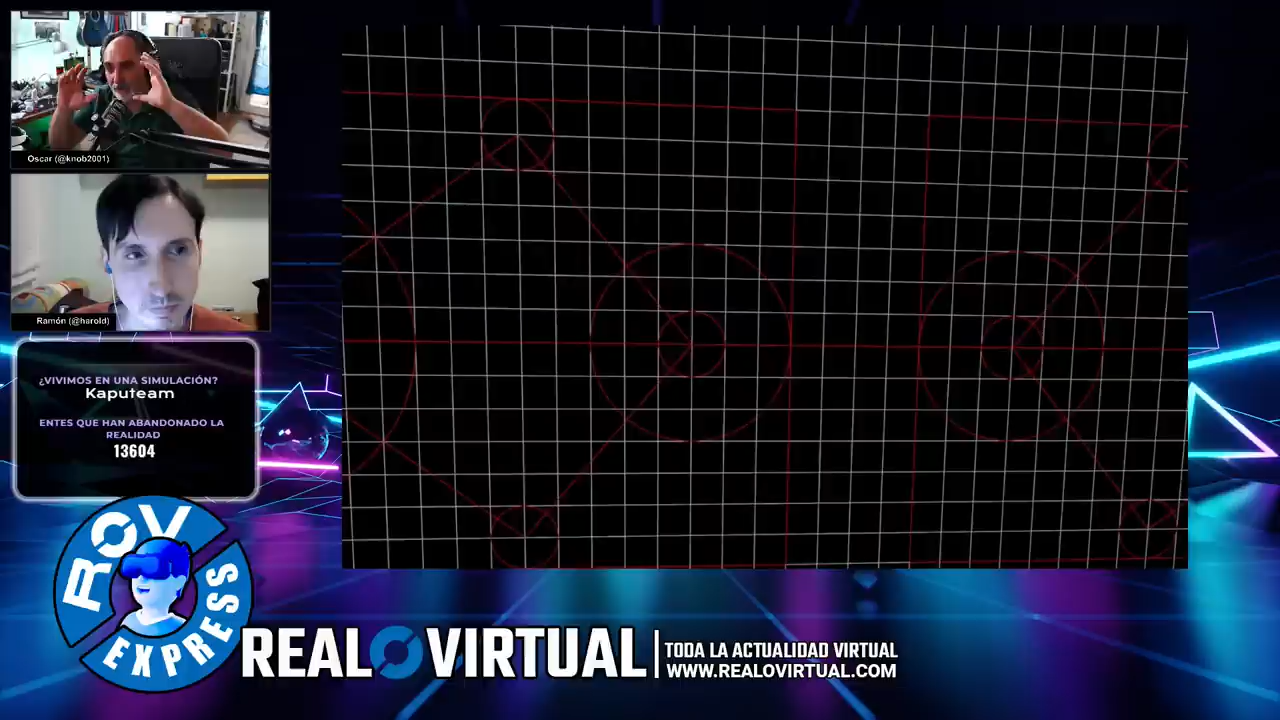 Oscar (@knob2001)
Ramón (@harold)
¿VIVIMOS EN UNA SIMULACIÓN?
Kaputeam
ENTES QUE HAN ABANDONADO LA
REALIDAD
13604
ROV
EXPRESS
REAL O VIRTUAL
TODA LA ACTUALIDAD VIRTUAL
WWW.REALOVIRTUAL.COM